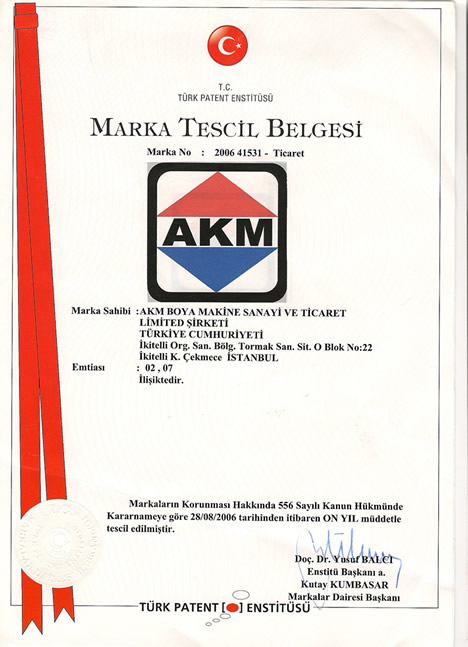 T.C.
TÜRK PATENT ENSTİTÜSÜ
MARKA TESCİL BELGESİ
Marka No : 2006 41531 - Ticaret
AKM
Marka Sahibi :AKM BOYA MAKİNE SANAYİ VE TİCARET
LİMİTED ŞİRKETİ
TÜRKİYE CUMHURİYETİ
İkitelli Org. San. Bölg. Tormak San. Sit. O Blok No:22
İkitelli K. Çekmece İSTANBUL
Emtiası : 02 , 07
İlişiktedir.
Markaların Korunması Hakkında 556 Sayılı Kanun Hükmünde
Kararnameye göre 28/08/2006 tarihinden itibaren ON YIL müddetle
tescil edilmiştir.
Doç. Dr. Yusuf BALCI
Enstitü Başkanı a.
Kutay KUMBASAR
Markalar Dairesi Başkanı
TÜRK PATENT ENSTİTÜSÜ